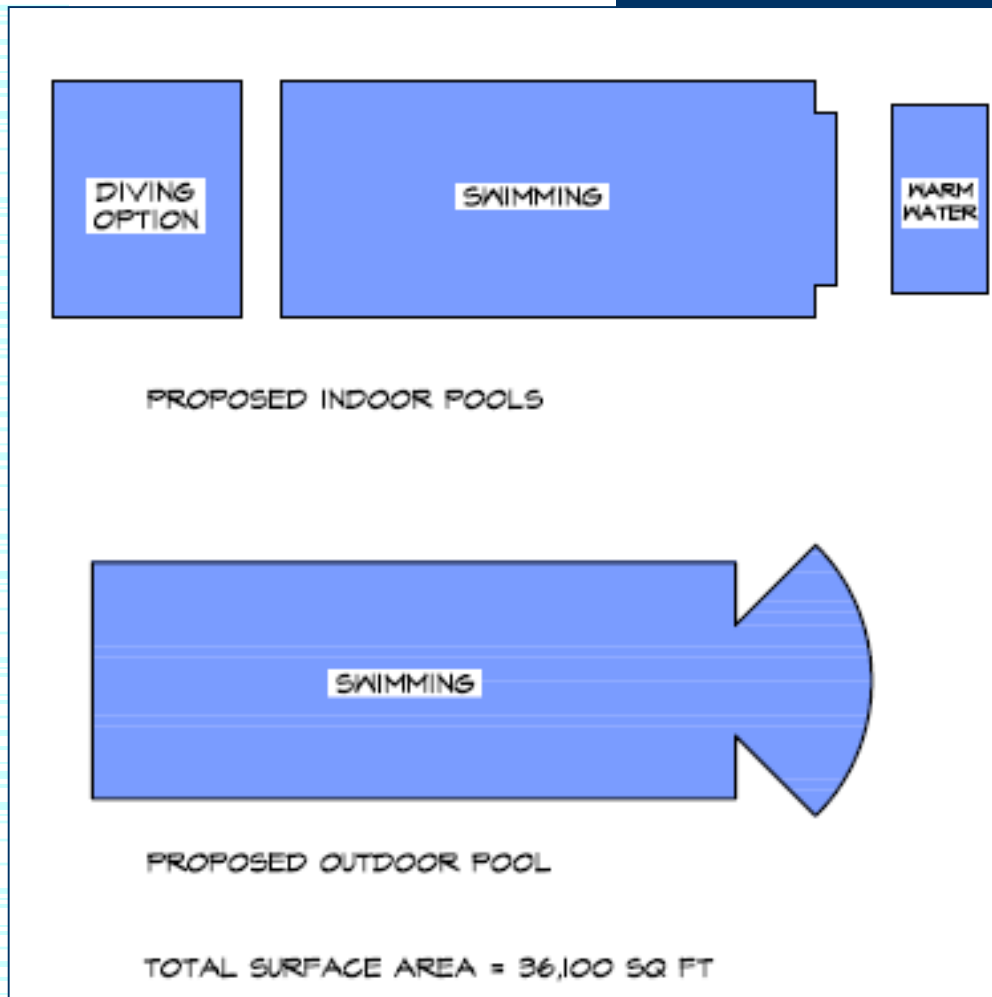 DIVING
OPTION
SWIMMING
WARM
WATER
PROPOSED INDOOR POOLS
SWIMMING
PROPOSED OUTDOOR POOL
TOTAL SURFACE AREA = 36,100 SQ FT